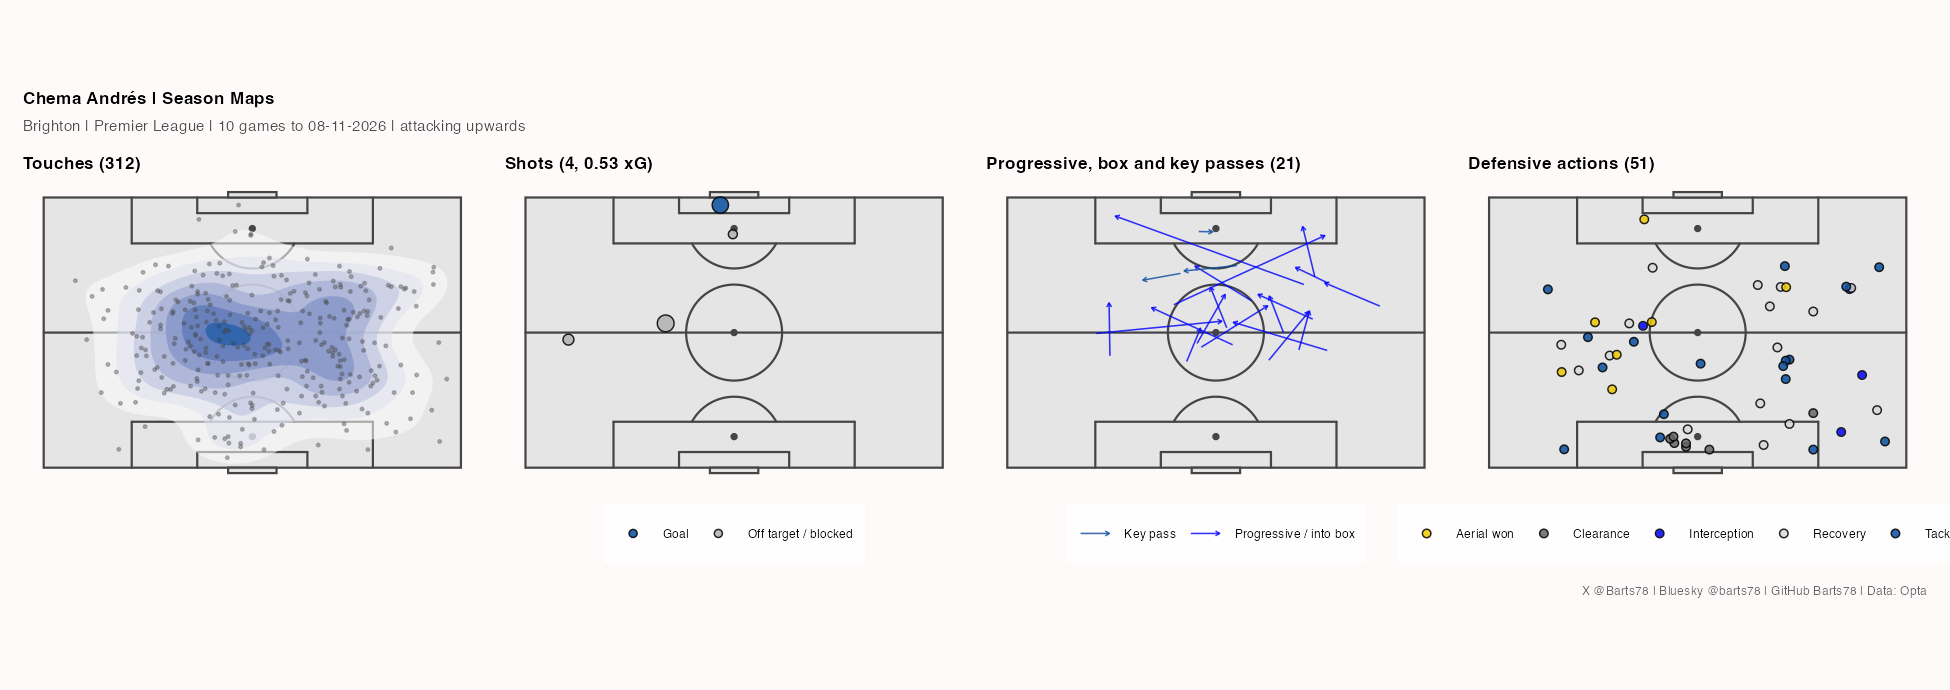 Chema Andrés | Season Maps
Brighton | Premier League | 10 games to 08-11-2026 | attacking upwards
Touches (312)
Shots (4, 0.53 xG)
Progressive, box and key passes (21)
Defensive actions (51)
Goal
Off target / blocked
Key pass
Progressive / into box
Aerial won
Clearance
Interception
Recovery
Tack
X @Barts78 | Bluesky @barts78 | GitHub Barts78 | Data: Opta